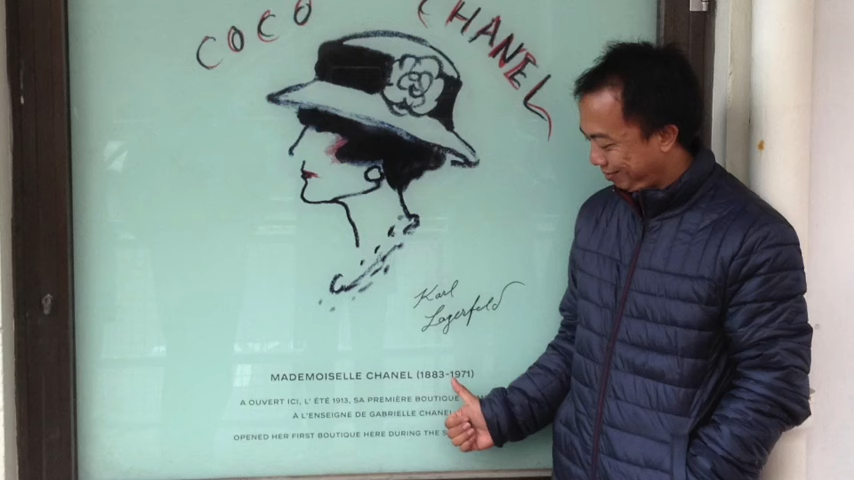 COCO CHANEL
Karl
Lagerfeld
MADEMOISELLE CHANEL (1883-1971)
A OUVERT ICI, L' ÉTÉ 1913, SA PREMIÈRE BOUTIQUE
À L'ENSEIGNE DE GABRIELLE CHANEL
OPENED HER FIRST BOUTIQUE HERE DURING THE